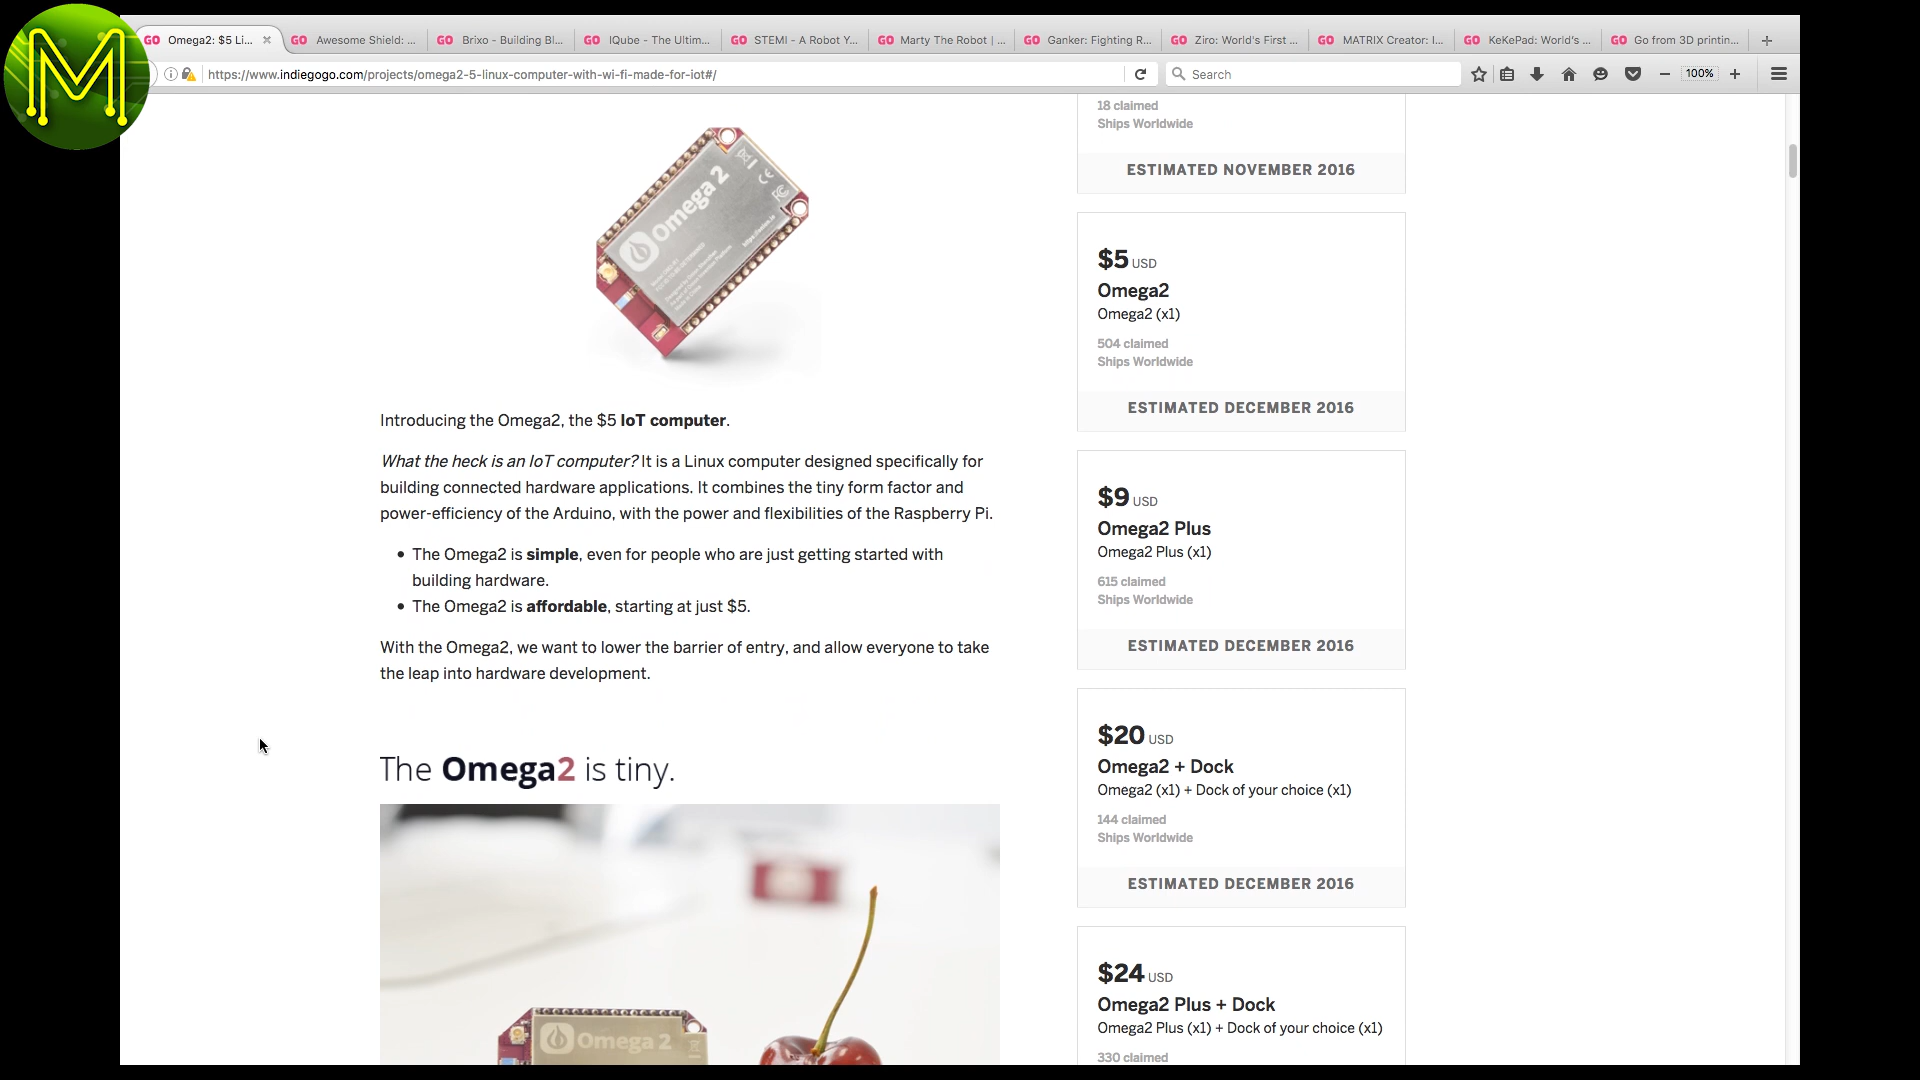 M
GO Omega2: $5 Li...
GO Awesome Shield: ...
GO Brixo - Building Bl...
GO IQube - The Ultim...
GO STEMI - A Robot Y...
GO Marty The Robot | ...
GO Ganker: Fighting R...
GO Ziro: World's First ...
GO MATRIX Creator: I...
GO KeKePad: World's ...
GO Go from 3D printin...
https://www.indiegogo.com/projects/omega2-5-linux-computer-with-wi-fi-made-for-iot#/
Search
100%
Omega 2
Introducing the Omega2, the $5 IoT computer.
What the heck is an IoT computer? It is a Linux computer designed specifically for
building connected hardware applications. It combines the tiny form factor and
power-efficiency of the Arduino, with the power and flexibilities of the Raspberry Pi.
• The Omega2 is simple, even for people who are just getting started with
building hardware.
• The Omega2 is affordable, starting at just $5.
With the Omega2, we want to lower the barrier of entry, and allow everyone to take
the leap into hardware development.
The Omega2 is tiny.
Omega 2
18 claimed
Ships Worldwide
ESTIMATED NOVEMBER 2016
$5 USD
Omega2
Omega2 (x1)
504 claimed
Ships Worldwide
ESTIMATED DECEMBER 2016
$9 USD
Omega2 Plus
Omega2 Plus (x1)
615 claimed
Ships Worldwide
ESTIMATED DECEMBER 2016
$20 USD
Omega2 + Dock
Omega2 (x1) + Dock of your choice (x1)
144 claimed
Ships Worldwide
ESTIMATED DECEMBER 2016
$24 USD
Omega2 Plus + Dock
Omega2 Plus (x1) + Dock of your choice (x1)
330 claimed